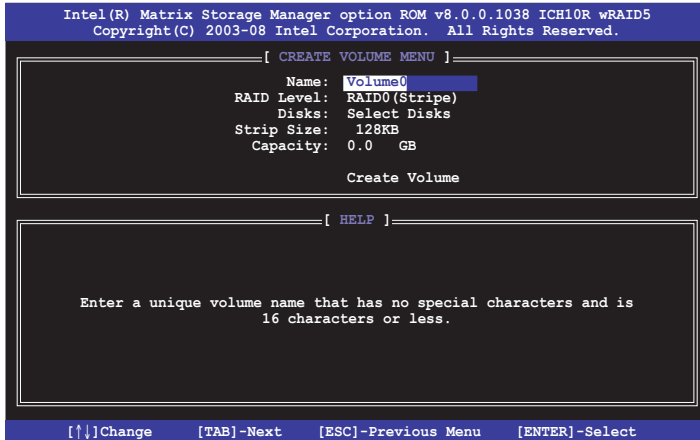 Intel(R) Matrix Storage Manager option ROM v8.0.0.1038 ICH10R wRAID5
Copyright(C) 2003-08 Intel Corporation.  All Rights Reserved.
[ CREATE VOLUME MENU ]
Name: Volume0
RAID Level: RAID0(Stripe)
Disks: Select Disks
Strip Size: 128KB
Capacity: 0.0 GB
Create Volume
[ HELP ]
Enter a unique volume name that has no special characters and is
16 characters or less.
[↑↓]Change [TAB]-Next [ESC]-Previous Menu [ENTER]-Select